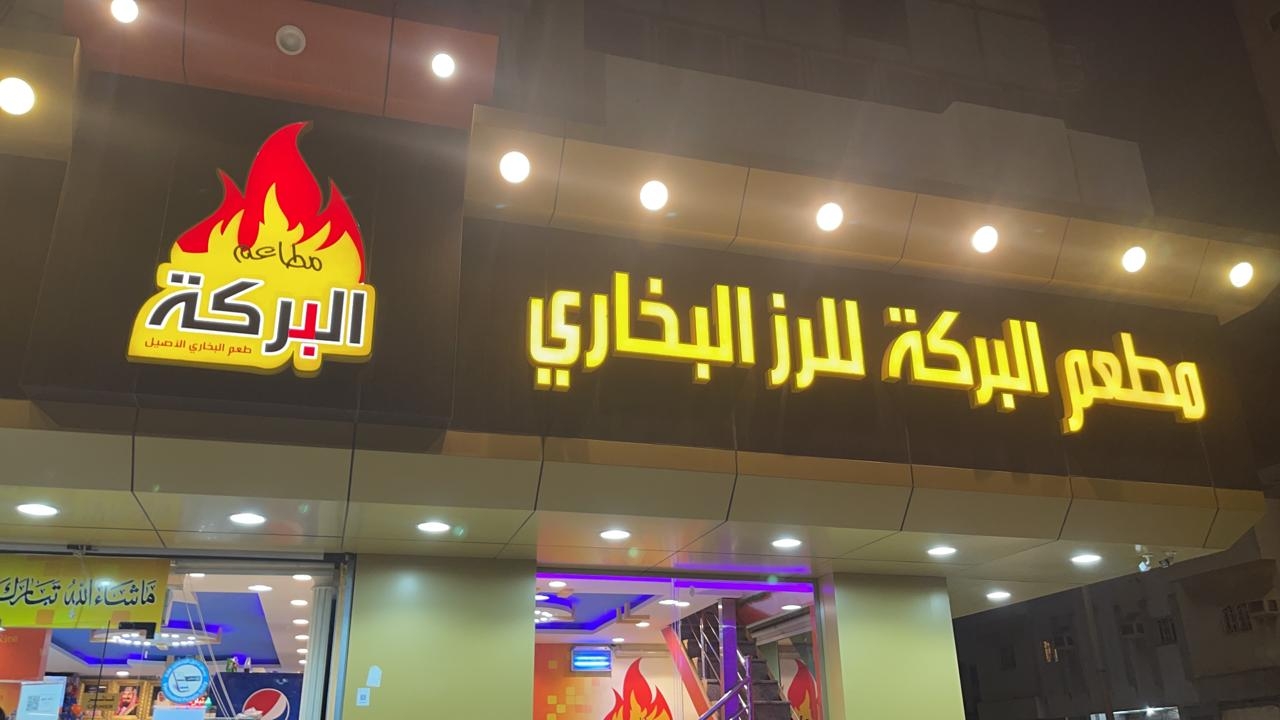 مطاعم
البركة
طعم البخاري الأصيل
مطعم البركة للرز البخاري
ماشاء الله تبارك